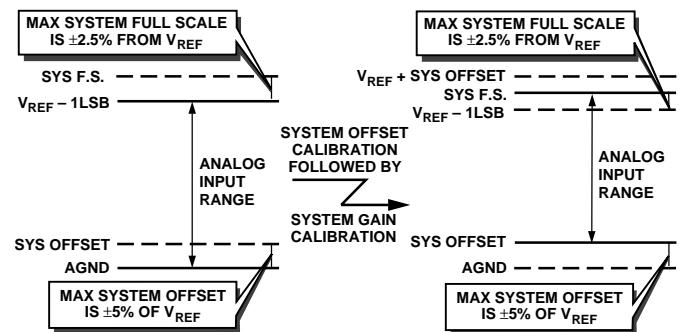 MAX SYSTEM FULL SCALE
IS ±2.5% FROM VREF
SYS F.S.
VREF – 1LSB
ANALOG
INPUT
RANGE
SYS OFFSET
AGND
MAX SYSTEM OFFSET
IS ±5% OF VREF
SYSTEM OFFSET
CALIBRATION
FOLLOWED BY
SYSTEM GAIN
CALIBRATION
MAX SYSTEM FULL SCALE
IS ±2.5% FROM VREF
VREF + SYS OFFSET
SYS F.S.
VREF – 1LSB
ANALOG
INPUT
RANGE
SYS OFFSET
AGND
MAX SYSTEM OFFSET
IS ±5% OF VREF